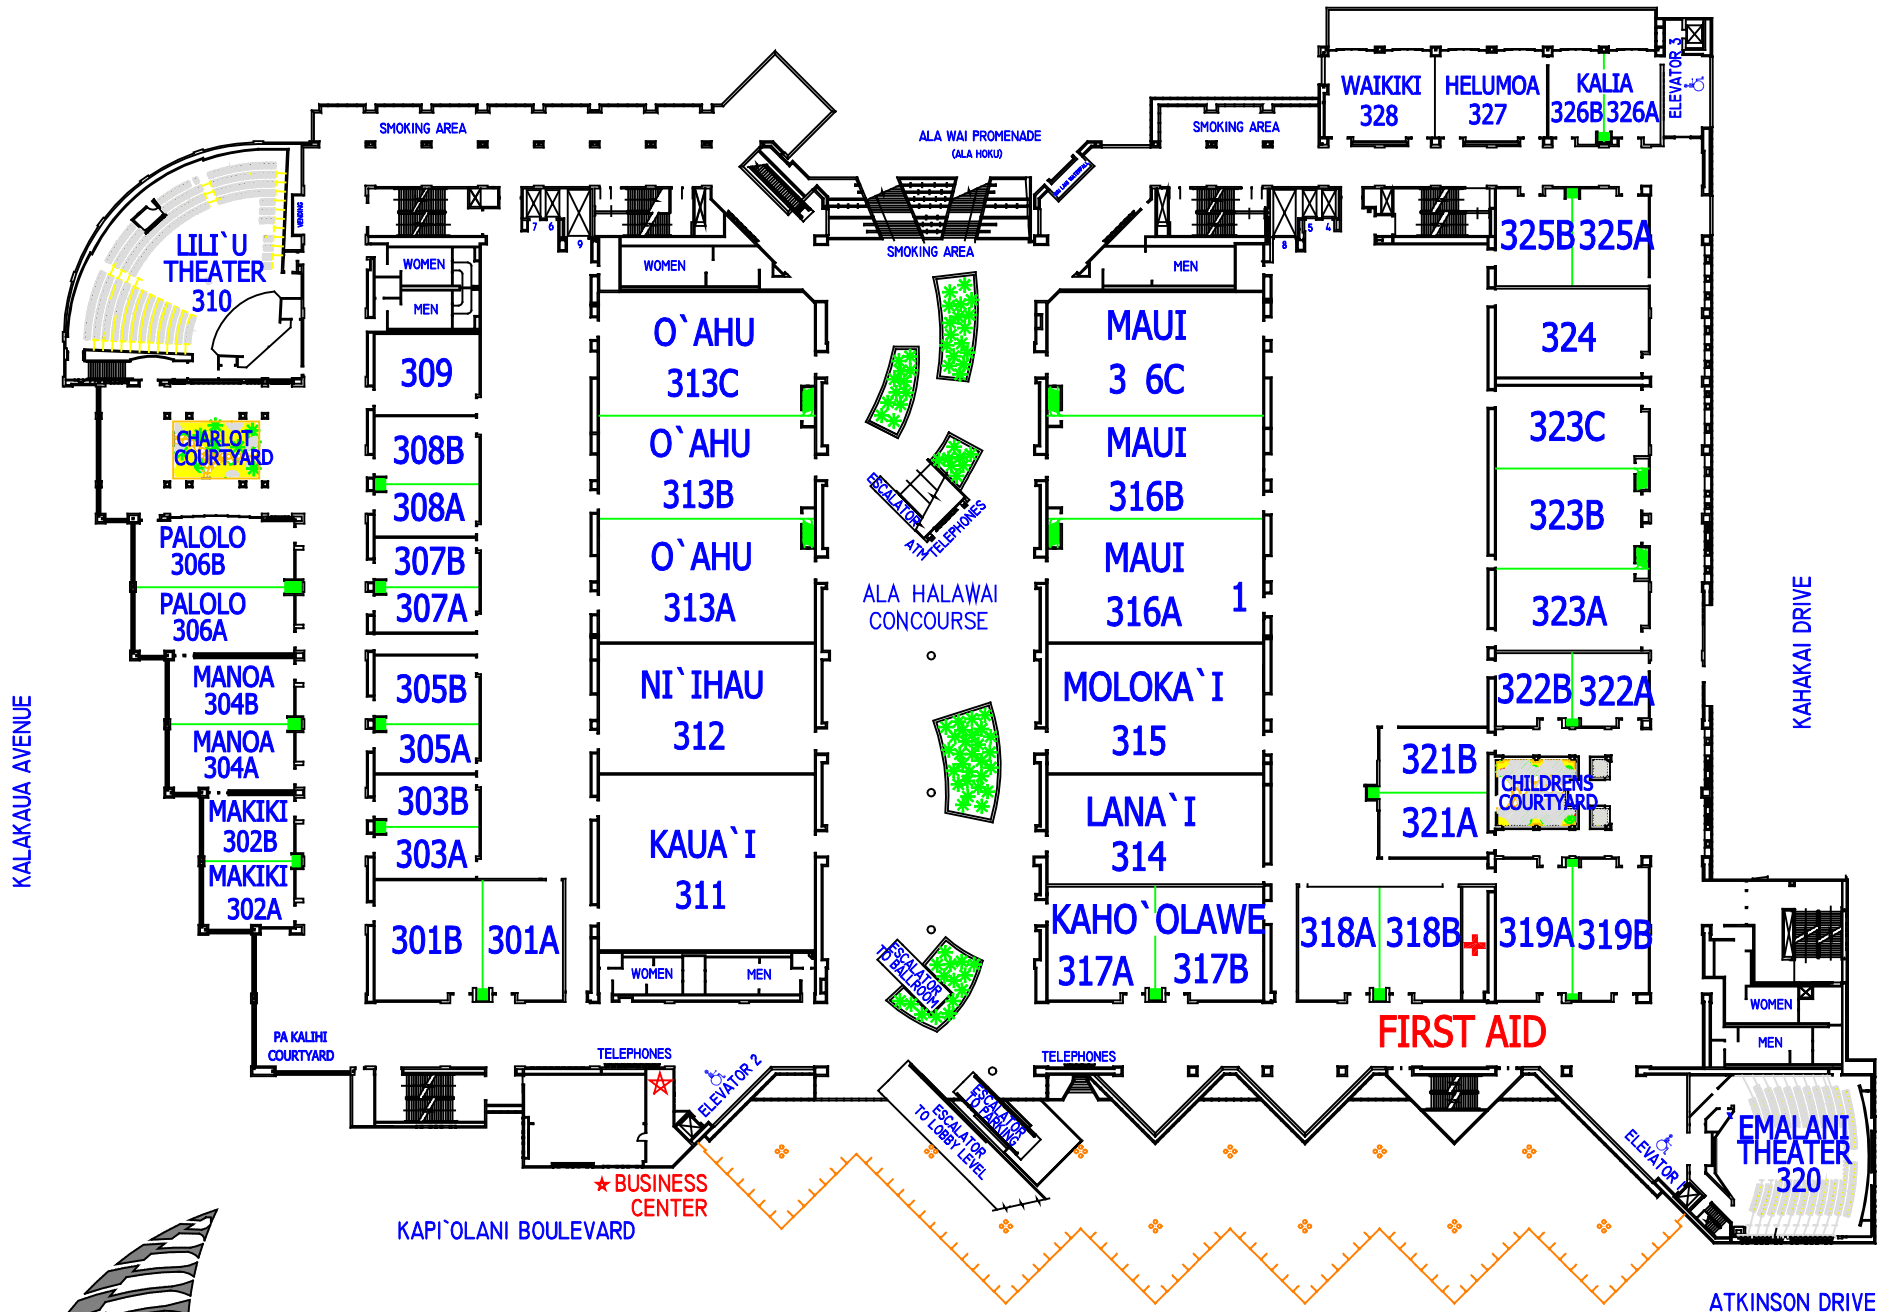 WAIKIKI
328
HELUMOA
327
KALIA
326B 326A
ELEVATOR 3
SMOKING AREA
ALA WAI PROMENADE
(ALA HOKU)
SMOKING AREA
VENDING
LILI`U
THEATER
310
7 6
9
SMOKING AREA
8
5 4
325B 325A
WOMEN
MEN
WOMEN
MEN
O`AHU
313C
MAUI
3 6C
324
309
CHARLOT
COURTYARD
308B
308A
O`AHU
313B
ESCALATOR
ATM TELEPHONES
MAUI
316B
323C
323B
323A
PALOLO
306B
PALOLO
306A
307B
307A
O`AHU
313A
ALA HALAWAI
CONCOURSE
MAUI
316A
1
KAHAKAI DRIVE
MANOA
304B
MANOA
304A
305B
305A
NI`IHAU
312
MOLOKA`I
315
322B 322A
321B
321A
CHILDRENS
COURTYARD
KALAKAUA AVENUE
MAKIKI
302B
MAKIKI
302A
303B
303A
KAUA`I
311
LANA`I
314
301B 301A
KAHO`OLAWE
317A 317B
318A 318B
319A 319B
WOMEN
MEN
ESCALATOR
TO BALLROOM
WOMEN
MEN
FIRST AID
PA KALIHI
COURTYARD
TELEPHONES
ELEVATOR 2
TELEPHONES
ESCALATOR
TO PARKING
ESCALATOR
TO LOBBY LEVEL
ELEVATOR 1
EMALANI
THEATER
320
BUSINESS
CENTER
KAPI`OLANI BOULEVARD
ATKINSON DRIVE